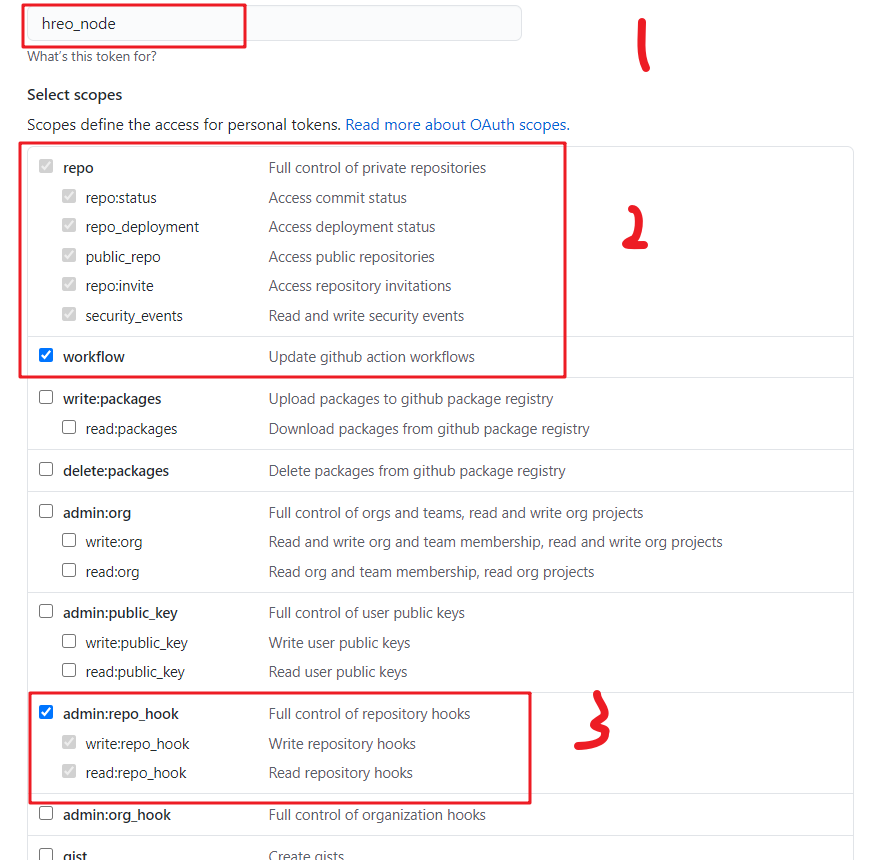 hreo_node
1
What's this token for?
Select scopes
Scopes define the access for personal tokens. Read more about OAuth scopes.
repo Full control of private repositories
repo:status Access commit status
repo_deployment Access deployment status
2
public_repo Access public repositories
repo:invite Access repository invitations
security_events Read and write security events
workflow Update github action workflows
write:packages Upload packages to github package registry
read:packages Download packages from github package registry
delete:packages Delete packages from github package registry
admin:org Full control of orgs and teams, read and write org projects
write:org Read and write org and team membership, read and write org projects
read:org Read org and team membership, read org projects
admin:public_key Full control of user public keys
write:public_key Write user public keys
read:public_key Read user public keys
admin:repo_hook Full control of repository hooks
3
write:repo_hook Write repository hooks
read:repo_hook Read repository hooks
admin:org_hook Full control of organization hooks
gist Create gists